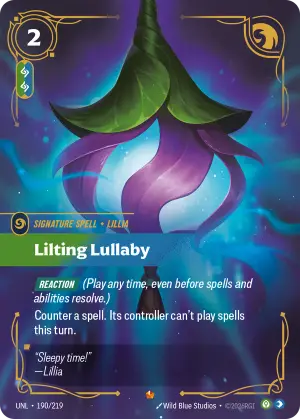 2
SIGNATURE SPELL • LILLIA
Lilting Lullaby
REACTION (Play any time, even before spells and
abilities resolve.)
Counter a spell. Its controller can't play spells
this turn.
"Sleepy time!"
—Lillia
UNL • 190/219
Wild Blue Studios • ©2026RGI